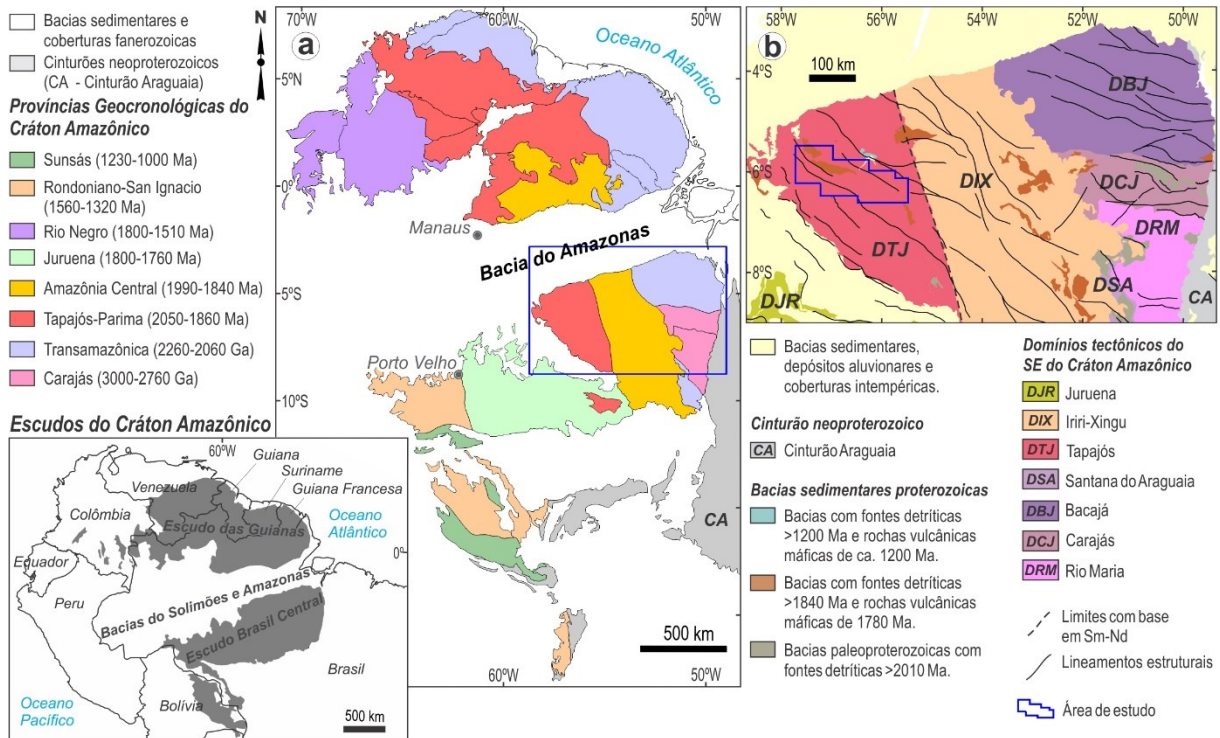 Bacias sedimentares e
coberturas fanerozoicas
Cinturões neoproterozoicos
(CA - Cinturão Araguaia)
N
Províncias Geocronológicas do
Cráton Amazônico
Sunsás (1230-1000 Ma)
Rondoniano-San Ignacio
(1560-1320 Ma)
Rio Negro (1800-1510 Ma)
Juruena (1800-1760 Ma)
Amazônia Central (1990-1840 Ma)
Tapajós-Parima (2050-1860 Ma)
Transamazônica (2260-2060 Ga)
Carajás (3000-2760 Ga)
Escudos do Cráton Amazônico
60°W
Guiana
Suriname
Guiana Francesa
Venezuela
Colômbia
Escudo das Guianas
Oceano
Atlântico
Equador
0°
Peru
Bacias do Solimões e Amazonas
Escudo Brasil Central
Brasil
Bolívia
Oceano
Pacífico
500 km
70°W
60°W
50°W
a
Oceano
Atlântico
5°N
0°S
Manaus
Bacia do Amazonas
5°S
Porto Velho
10°S
CA
500 km
60°W
50°W
58°W
56°W
54°W
52°W
50°W
b
100 km
4°S
DBJ
6°S
DIX
DCJ
DRM
DTJ
8°S
DSA
DJR
CA
Bacias sedimentares,
depósitos aluvionares e
coberturas intempéricas.
Cinturão neoproterozoico
CA Cinturão Araguaia
Bacias sedimentares proterozoicas
Bacias com fontes detríticas
>1200 Ma e rochas vulcânicas
máficas de ca. 1200 Ma.
Bacias com fontes detríticas
>1840 Ma e rochas vulcânicas
máficas de 1780 Ma.
Bacias paleoproterozoicas com
fontes detríticas >2010 Ma.
Domínios tectônicos do
SE do Cráton Amazônico
DJR Juruena
DIX Iriri-Xingu
DTJ Tapajós
DSA Santana do Araguaia
DBJ Bacajá
DCJ Carajás
DRM Rio Maria
Limites com base
em Sm-Nd
Lineamentos estruturais
Área de estudo